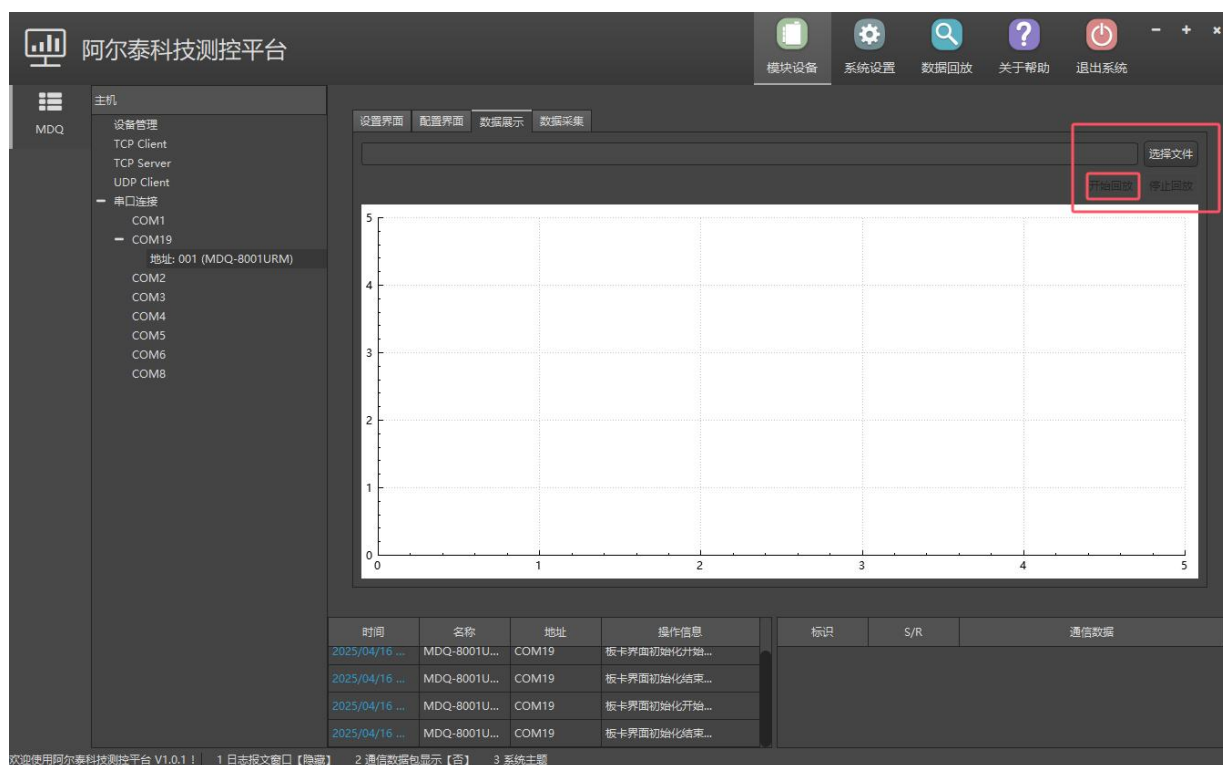 阿尔泰科技测控平台
模块设备 系统设置 数据回放 关于帮助 退出系统
MDQ
主机
设备管理
TCP Client
TCP Server
UDP Client
串口连接
COM1
COM19
地址: 001 (MDQ-8001URM)
COM2
COM3
COM4
COM5
COM6
COM8
设置界面 配置界面 数据展示 数据采集
选择文件
开始回放 停止回放
5
4
3
2
1
0
0 1 2 3 4 5
时间 名称 地址 操作信息
2025/04/16 ... MDQ-8001U... COM19 板卡界面初始化开始...
2025/04/16 ... MDQ-8001U... COM19 板卡界面初始化结束...
2025/04/16 ... MDQ-8001U... COM19 板卡界面初始化开始...
2025/04/16 ... MDQ-8001U... COM19 板卡界面初始化结束...
标识 S/R 通信数据
欢迎使用阿尔泰科技测控平台 V1.0.1！ 1 日志报文窗口【隐藏】 2 通信数据包显示【否】 3 系统主题